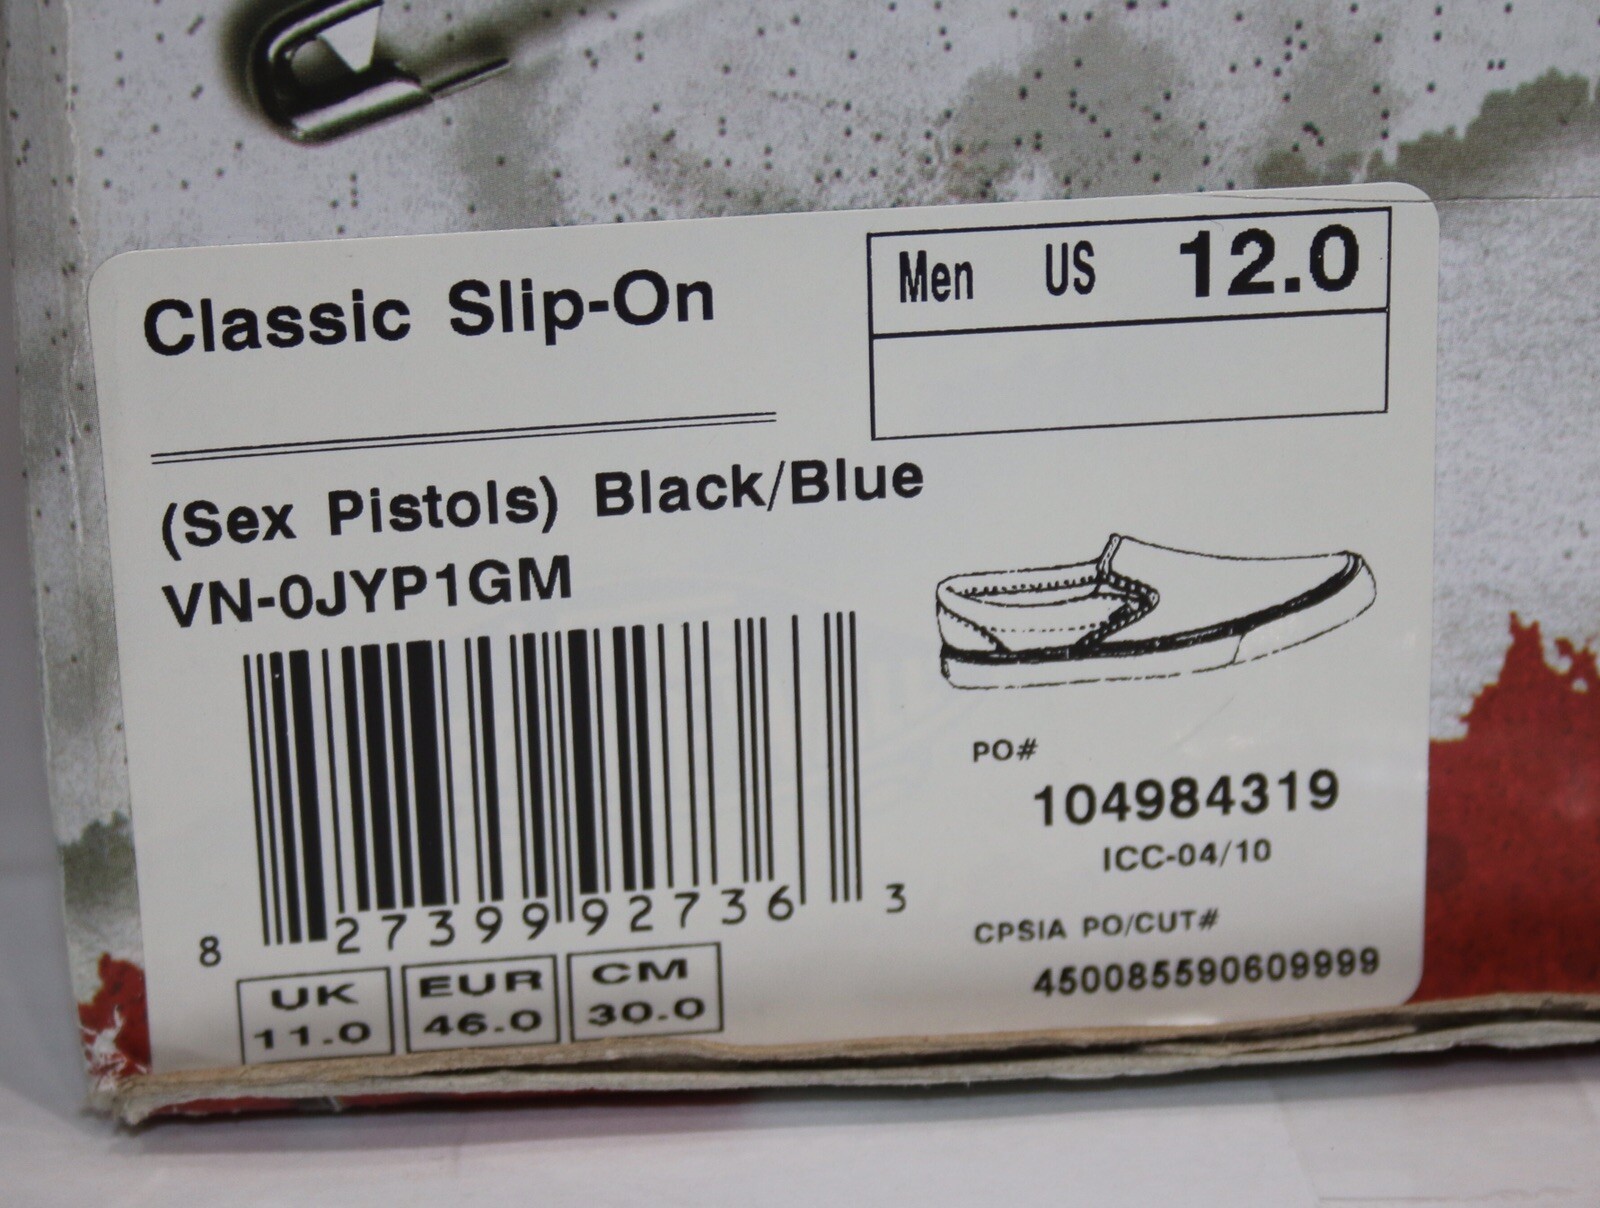 Classic Slip-On
Men US 12.0
(Sex Pistols) Black/Blue
VN-0JYP1GM
8 27399 92736 3
PO#
104984319
ICC-04/10
CPSIA PO/CUT#
450085590609999
UK EUR CM
11.0 46.0 30.0